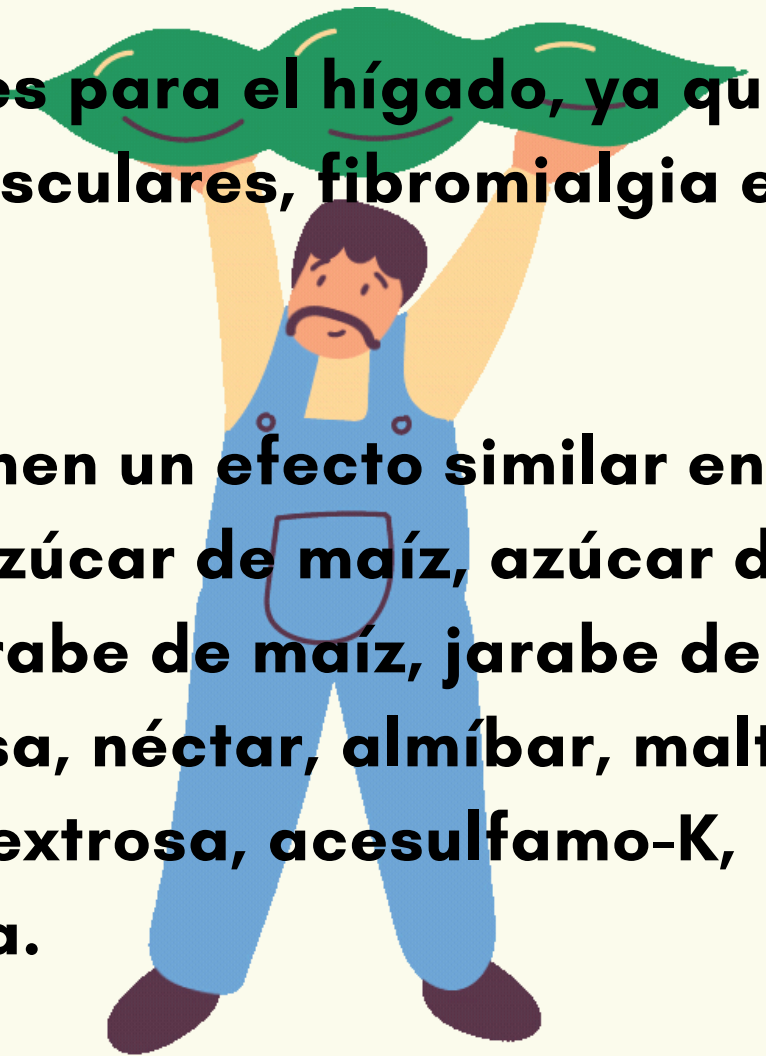 es para el hígado, ya qu
sculares, fibromialgia e
nen un efecto similar en
zúcar de maíz, azúcar d
rabe de maíz, jarabe de
sa, néctar, almíbar, malt
extrosa, acesulfamo-K,
a.